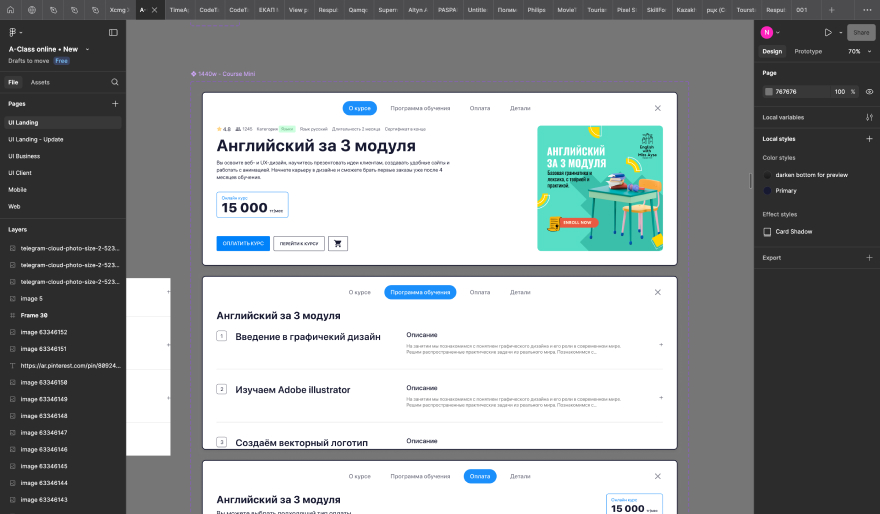 Xcmg
A-
TimeA
CodeT
CodeT
ЕКАП
View p
Respu
Qamq
Superr
Altyn A
PASPA
Untitle
Полик
Philips
Movie
Touris
Pixel S
SkillFo
Kazakl
рцк (С
Tourist
Respul
001
A-Class online • New
Drafts to move Free
File Assets
Pages
UI Landing
UI Landing - Update
UI Business
UI Client
Mobile
Web
Layers
telegram-cloud-photo-size-2-523...
telegram-cloud-photo-size-2-523...
telegram-cloud-photo-size-2-523...
image 5
Frame 30
image 63346152
image 63346151
https://ar.pinterest.com/pin/80924...
image 63346150
image 63346149
image 63346148
image 63346147
image 63346146
image 63346145
image 63346144
image 63346143
1440w - Course Mini
О курсе Программа обучения Оплата Детали
4.8 1246 Категория Язык русский Длительность 3 месяца Сертификат в конце
Английский за 3 модуля
Вы освоите веб- и UX-дизайн, научитесь презентовать идеи клиентам, создавать удобные сайты и
работать с анимацией. Начните карьеру в дизайне и сможете брать первые заказы уже после 4
месяцев обучения.
Онлайн курс
15 000 тг/мес
ОПЛАТИТЬ КУРС ПЕРЕЙТИ К КУРСУ
АНГЛИЙСКИЙ
ЗА 3 МОДУЛЯ
Базовая грамматика и
лексика, с теорией и
практикой.
English
with
Miss Ayse
ENROLL NOW
О курсе Программа обучения Оплата Детали
Английский за 3 модуля
1 Введение в графичекий дизайн
Описание
На занятии мы познакомимся с понятием графического дизайна и его роли в современном мире.
Решим распространенные практические задачи из реального мира. Познакомимся с...
2 Изучаем Adobe illustrator
Описание
На занятии мы познакомимся с понятием графического дизайна и его роли в современном мире.
Решим распространенные практические задачи из реального мира. Познакомимся с...
3 Создаём векторный логотип
Описание
О курсе Программа обучения Оплата Детали
Английский за 3 модуля
Вы можете выбрать подходящий тип оплаты
Онлайн курс
15 000 тг/мес
N
Share
Design Prototype 70%
Page
767676 100 %
Local variables
Local styles
Color styles
darken bottom for preview
Primary
Effect styles
Card Shadow
Export